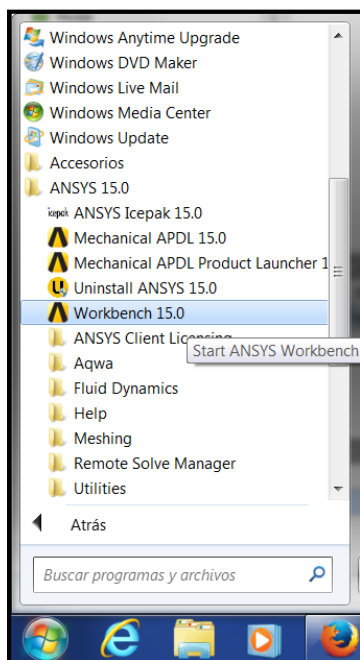 Windows Anytime Upgrade
Windows DVD Maker
Windows Live Mail
Windows Media Center
Windows Update
Accesorios
ANSYS 15.0
icepak ANSYS Icepak 15.0
Mechanical APDL 15.0
Mechanical APDL Product Launcher 1
Uninstall ANSYS 15.0
Workbench 15.0
ANSYS Client Licensing
Start ANSYS Workbench
Aqwa
Fluid Dynamics
Help
Meshing
Remote Solve Manager
Utilities
Atrás
Buscar programas y archivos